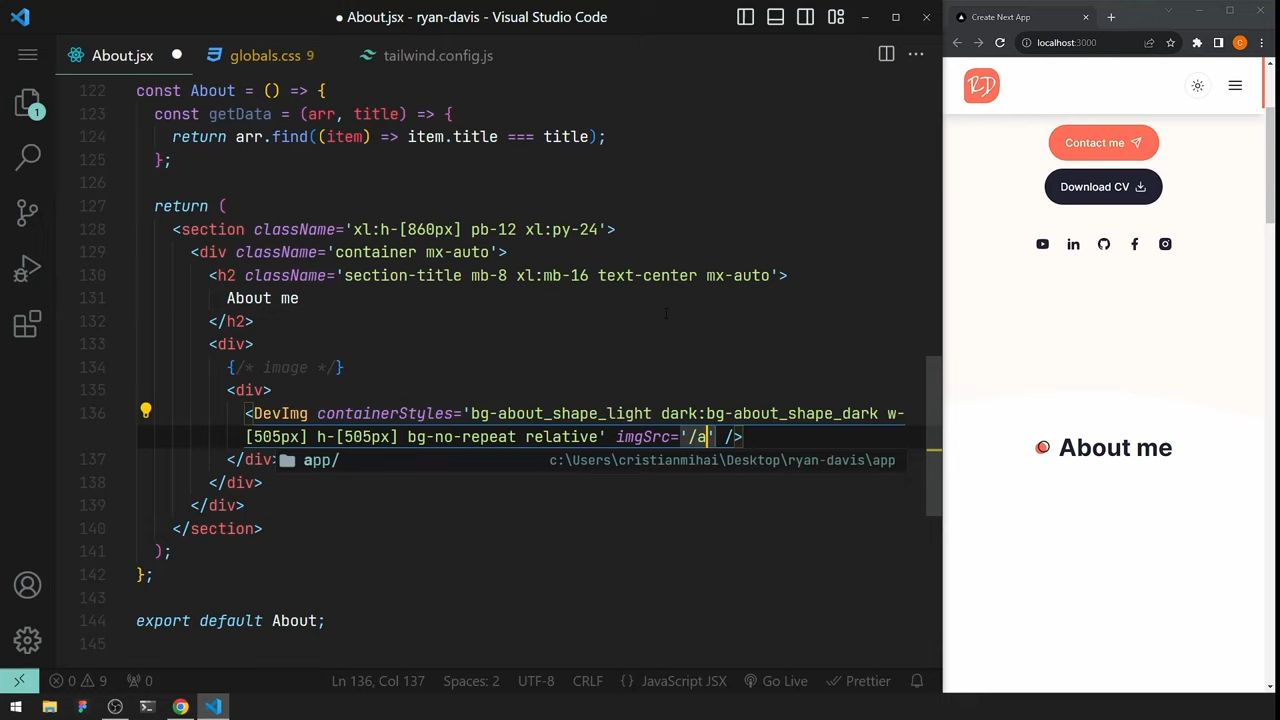 About.jsx - ryan-davis - Visual Studio Code
About.jsx
globals.css 9
tailwind.config.js
1
122 const About = () => {
123 const getData = (arr, title) => {
124 return arr.find((item) => item.title === title);
125 };
126
127 return (
128 <section className='xl:h-[860px] pb-12 xl:py-24'>
129 <div className='container mx-auto'>
130 <h2 className='section-title mb-8 xl:mb-16 text-center mx-auto'>
131 About me
132 </h2>
133 <div>
134 {/* image */}
135 <div>
136 <DevImg containerStyles='bg-about_shape_light dark:bg-about_shape_dark w-
[505px] h-[505px] bg-no-repeat relative' imgSrc='/a' />
137 </div>
app/ c:\Users\cristianmihai\Desktop\ryan-davis\app
138 </div>
139 </div>
140 </section>
141 );
142 };
143
144 export default About;
145
0 9 0
Ln 136, Col 137
Spaces: 2
UTF-8
CRLF
{} JavaScript JSX
Go Live
Prettier
Create Next App
localhost:3000
C
RD
Contact me
Download CV
About me